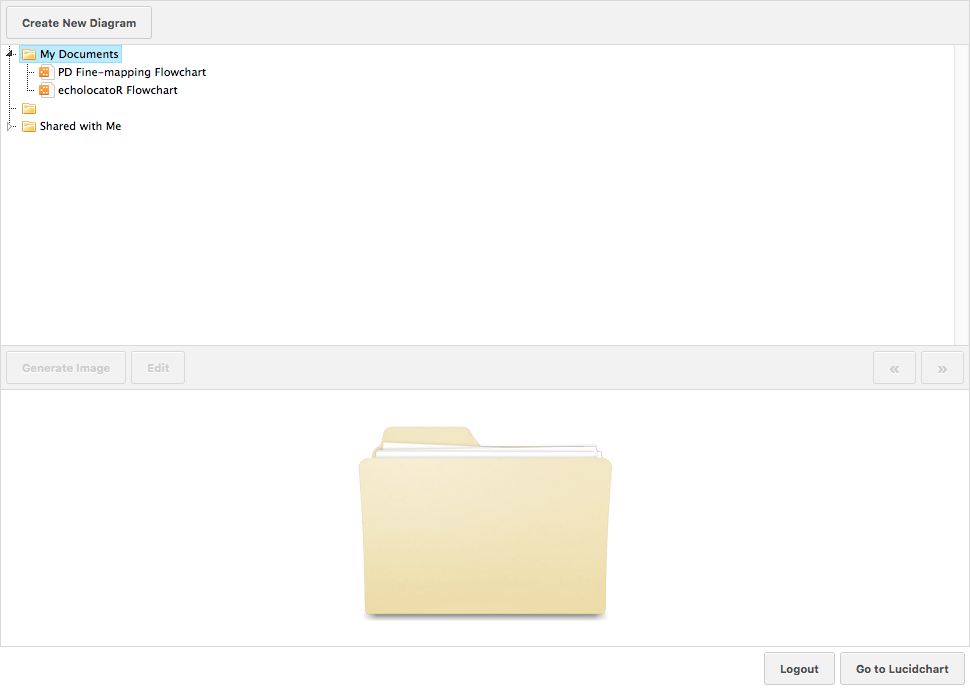 Create New Diagram
My Documents
PD Fine-mapping Flowchart
echolocatoR Flowchart
Shared with Me
Generate Image Edit « »
Logout Go to Lucidchart